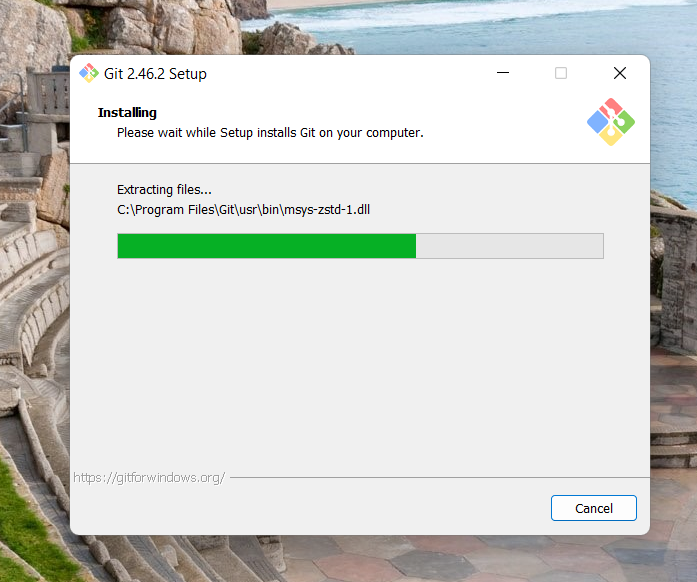 Git 2.46.2 Setup
Installing
Please wait while Setup installs Git on your computer.
Extracting files...
C:\Program Files\Git\usr\bin\msys-zstd-1.dll
https://gitforwindows.org/
Cancel